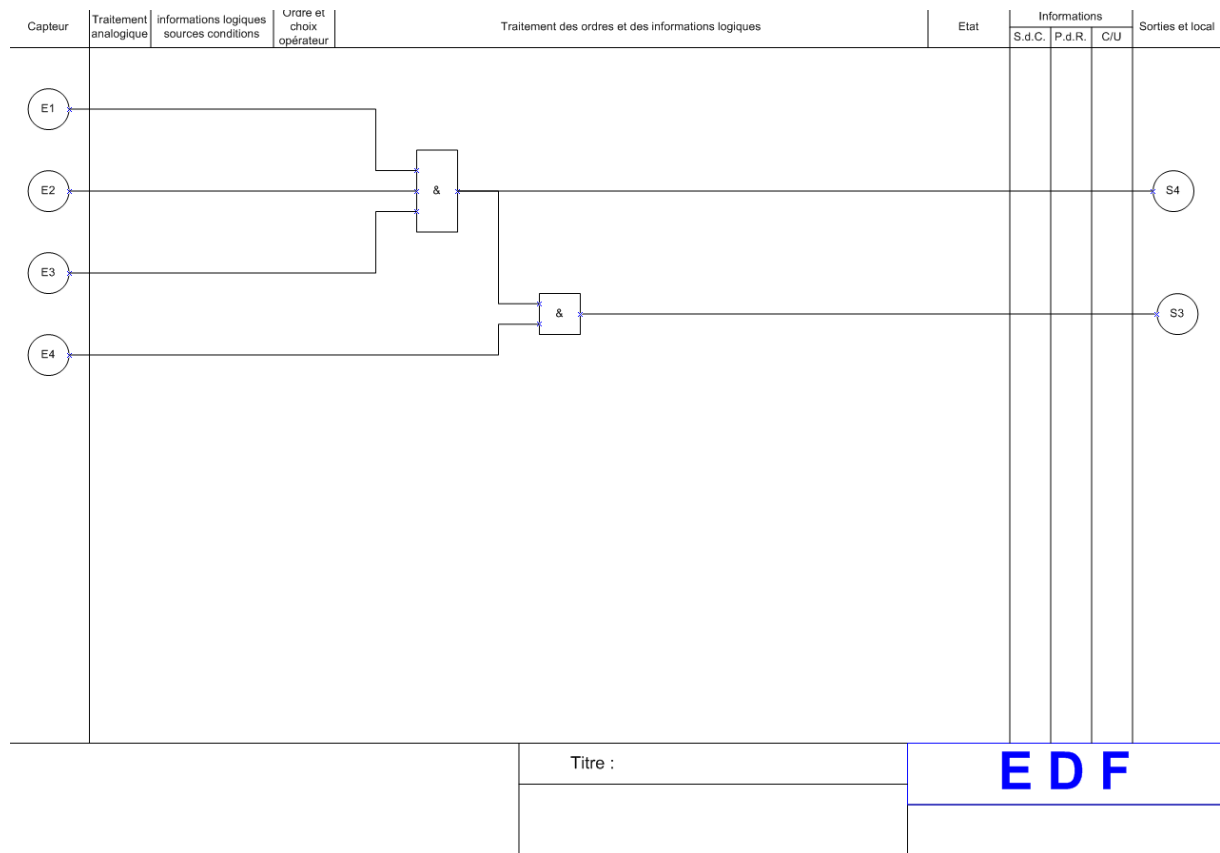 Capteur
Traitement
analogique
informations logiques
sources conditions
Ordre et
choix
opérateur
Traitement des ordres et des informations logiques
Etat
Informations
S.d.C.
P.d.R.
C/U
Sorties et local
E1
E2
&
S4
E3
&
S3
E4
Titre :
EDF